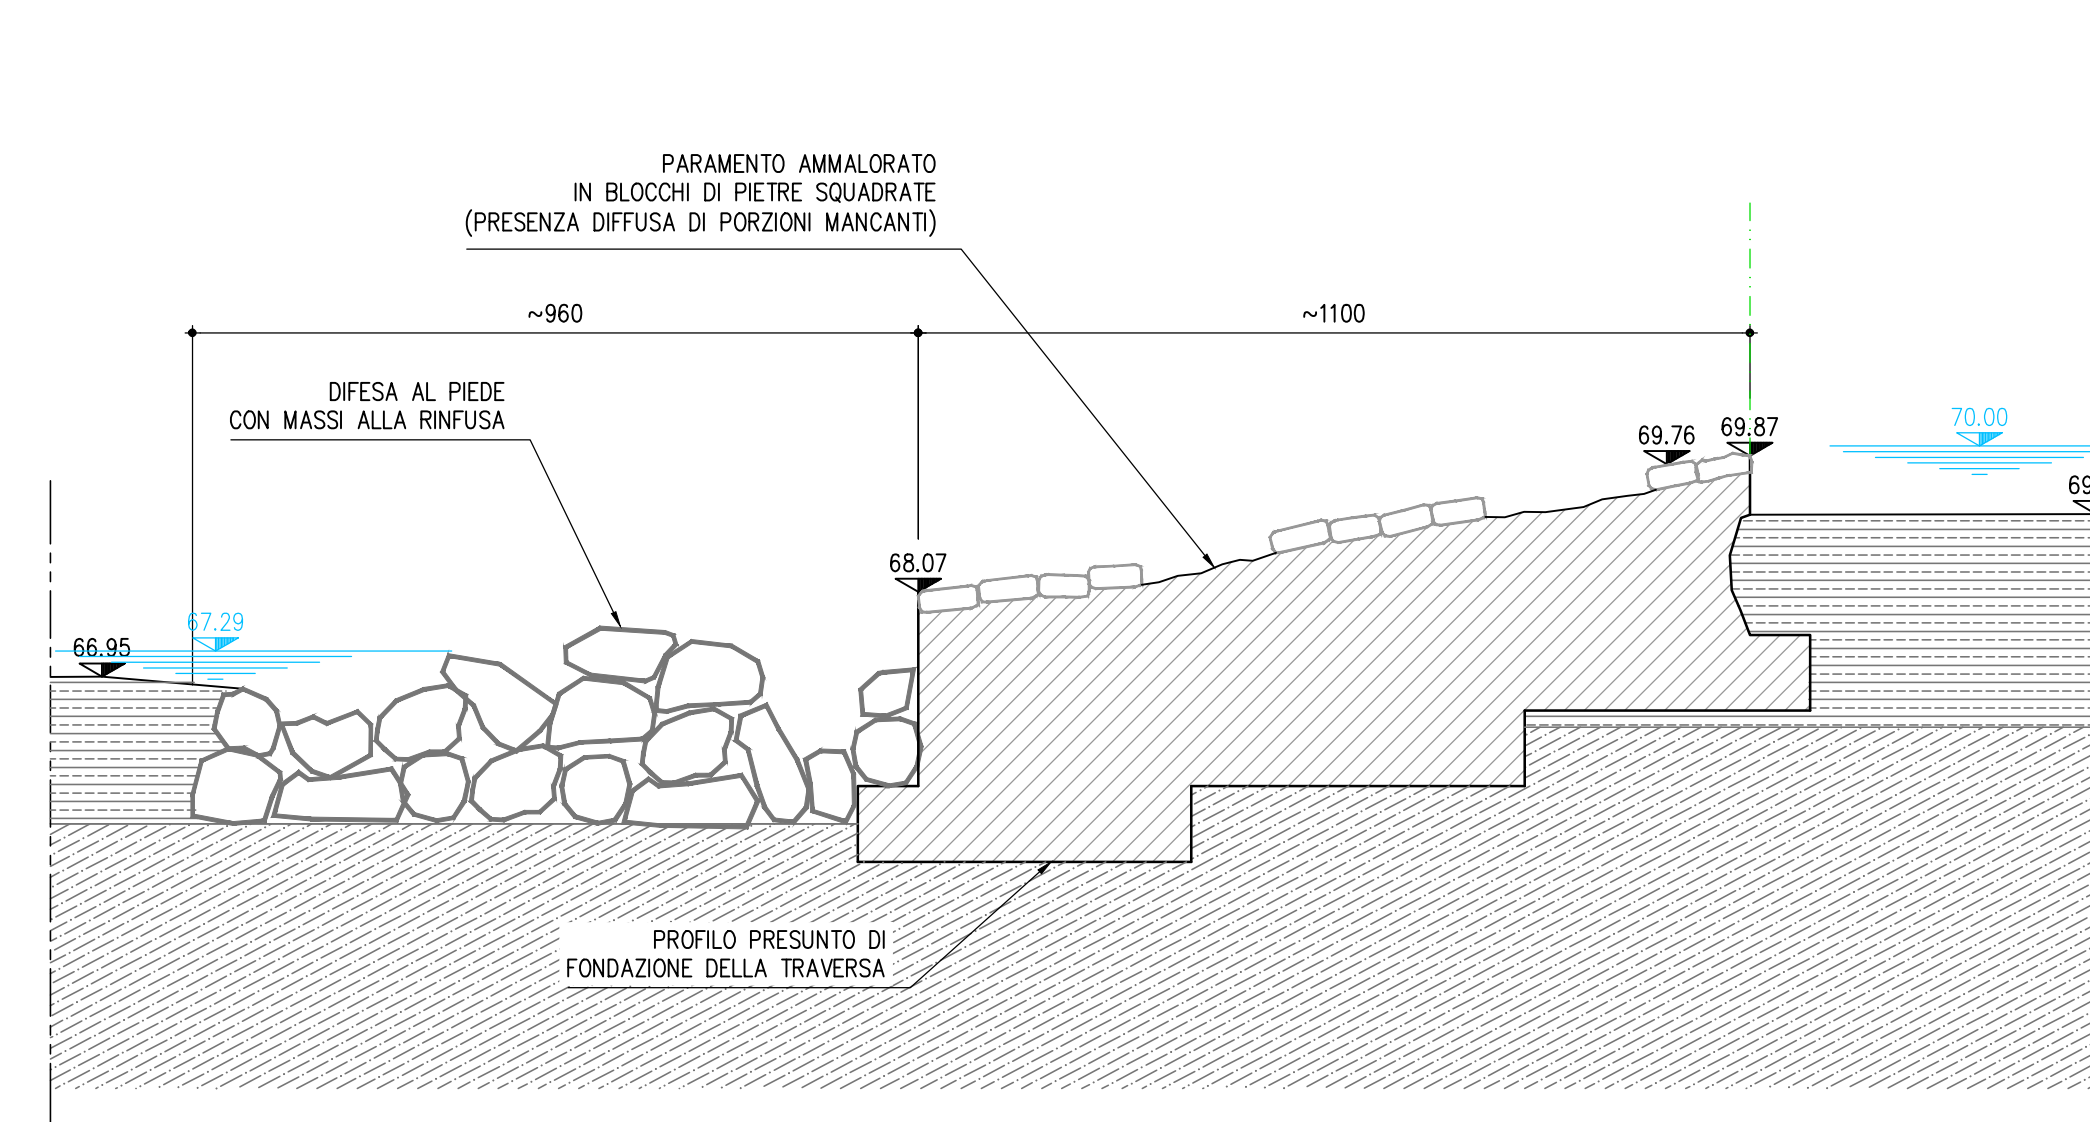 PARAMENTO AMMALORATO
IN BLOCCHI DI PIETRE SQUADRATE
(PRESENZA DIFFUSA DI PORZIONI MANCANTI)
~960
~1100
DIFESA AL PIEDE
CON MASSI ALLA RINFUSA
70.00
69.76
69.87
69
68.07
67.29
66.95
PROFILO PRESUNTO DI
FONDAZIONE DELLA TRAVERSA